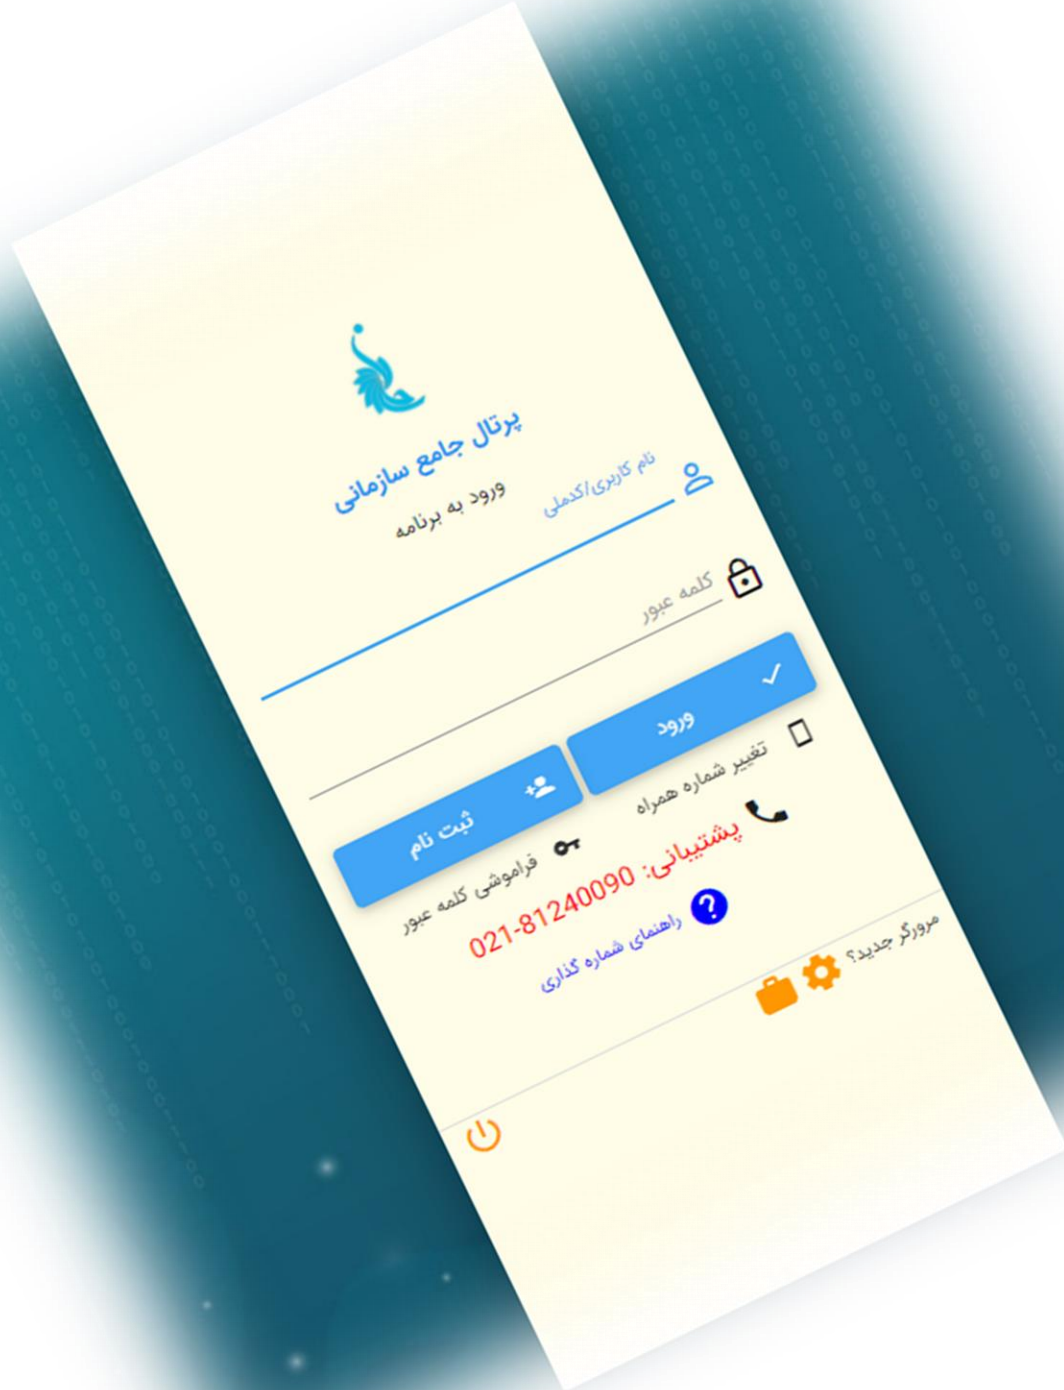 پرتال جامع سازمانی
ورود به برنامه
نام کاربری/کدملی
کلمه عبور
ورود
ثبت نام
تغییر شماره همراه
فراموشی کلمه عبور
پشتیبانی: 81240090-021
راهنمای شماره گذاری
مرورگر جدید؟